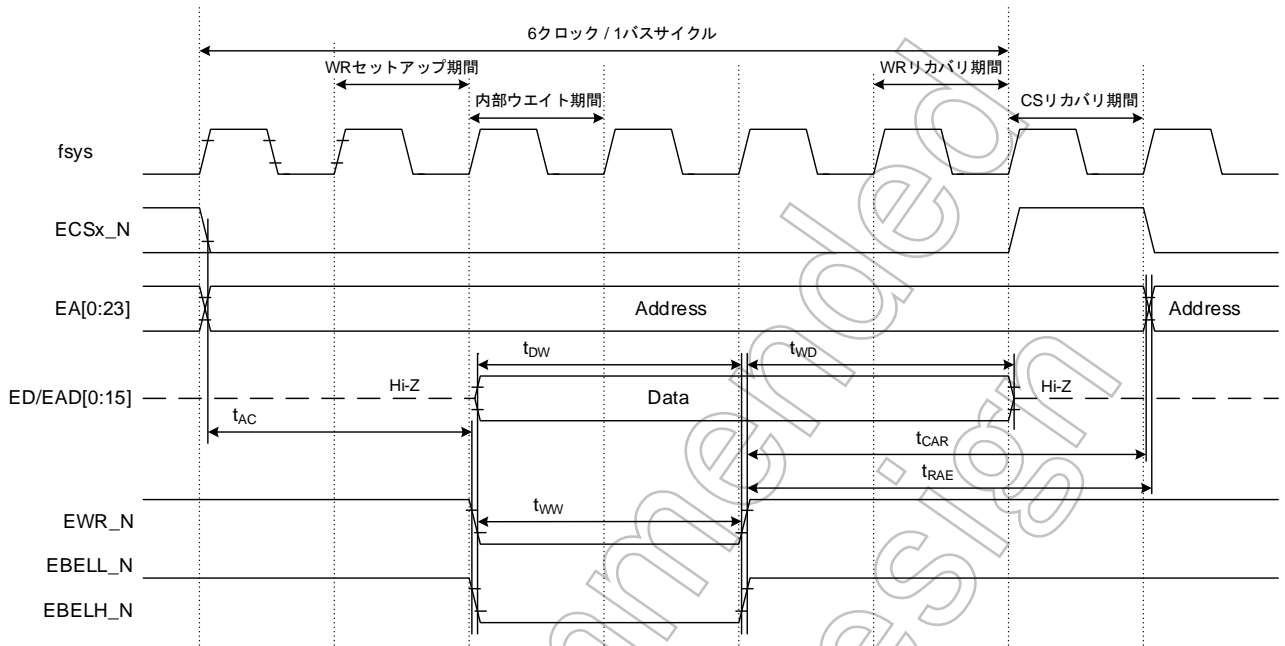 6クロック / 1バスサイクル
WRセットアップ期間
WRリカバリ期間
内部ウエイト期間
CSリカバリ期間
fsys
ECSx_N
EA[0:23]
Address
Address
tDW
tWD
ED/EAD[0:15]
Hi-Z
Data
Hi-Z
tAC
tCAR
tRAE
EWR_N
tWW
EBELL_N
EBELH_N
mmended
esign